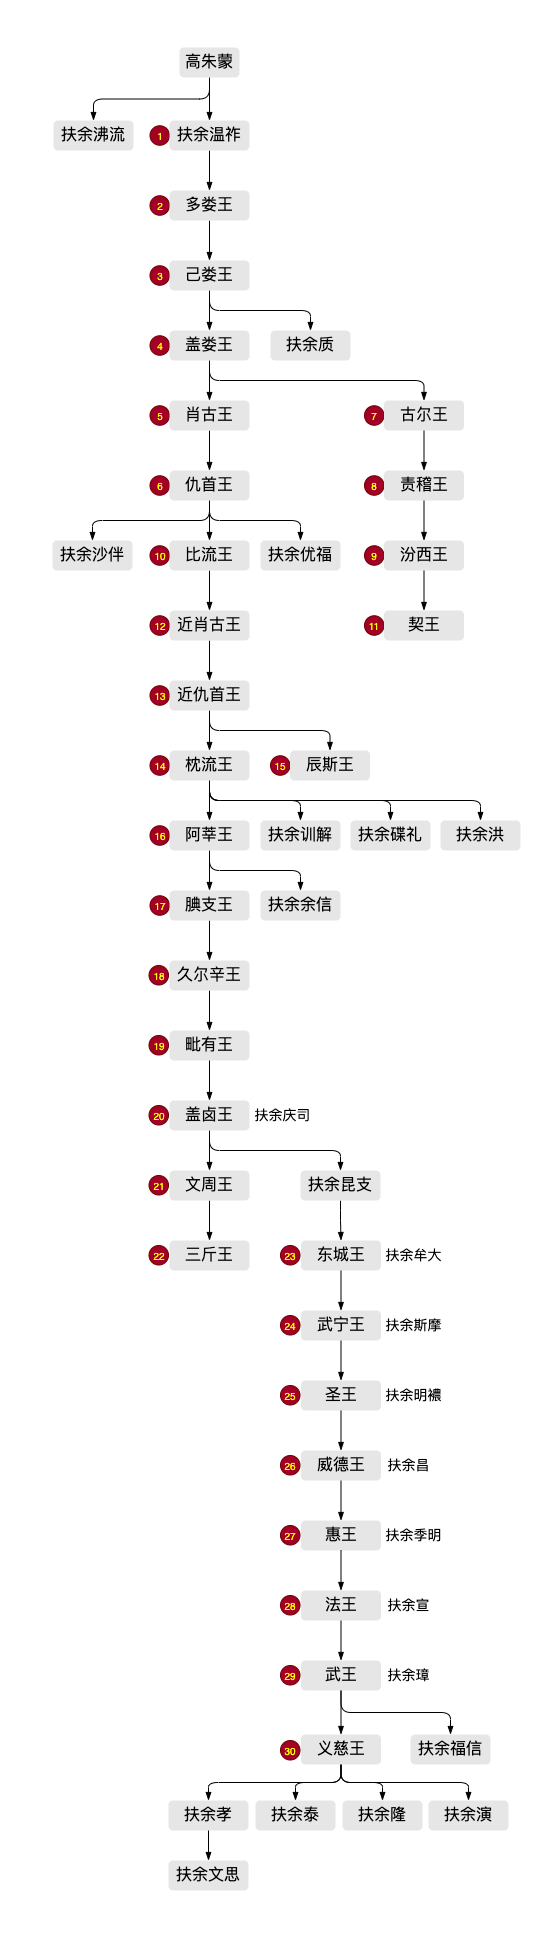 高朱蒙
扶余沸流 1 扶余温祚
2 多娄王
3 己娄王
4 盖娄王 扶余质
5 肖古王 7 古尔王
6 仇首王 8 责稽王
扶余沙伴 10 比流王 扶余优福 9 汾西王
12 近肖古王 11 契王
13 近仇首王
14 枕流王 15 辰斯王
16 阿莘王 扶余训解 扶余碟礼 扶余洪
17 腆支王 扶余余信
18 久尔辛王
19 毗有王
20 盖卤王 扶余庆司
21 文周王 扶余昆支
22 三斤王 23 东城王 扶余牟大
24 武宁王 扶余斯摩
25 圣王 扶余明襛
26 威德王 扶余昌
27 惠王 扶余季明
28 法王 扶余宣
29 武王 扶余璋
30 义慈王 扶余福信
扶余孝 扶余泰 扶余隆 扶余演
扶余文思